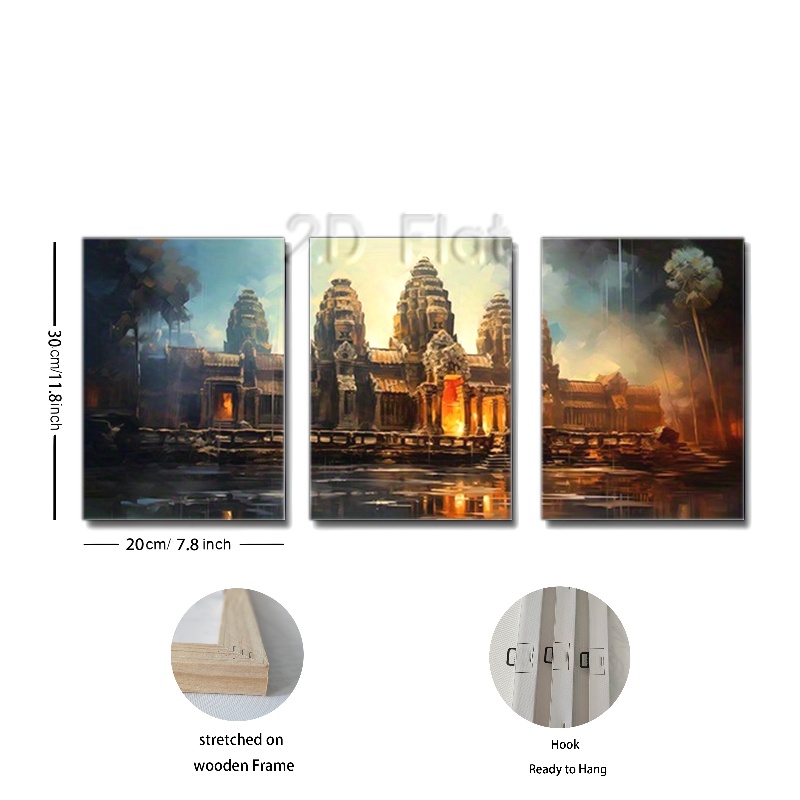 2D Flat
30cm/11.8inch
20cm/ 7.8 inch
stretched on
wooden Frame
Hook
Ready to Hang